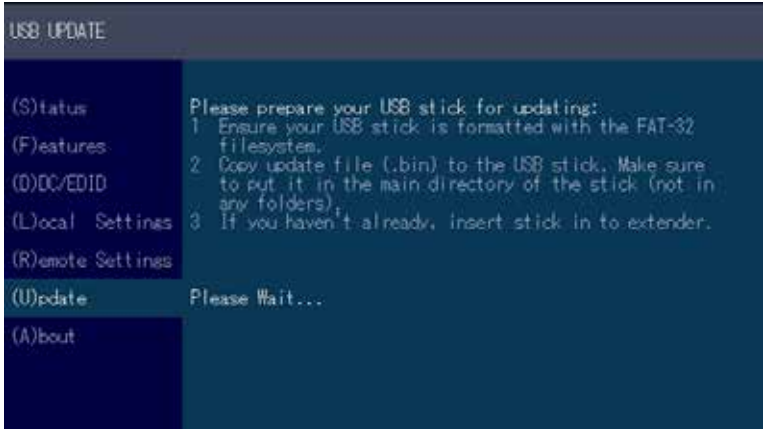 USB UPDATE
(S)tatus
(F)eatures
(D)DC/EDID
(L)ocal Settings
(R)emote Settings
(U)pdate
(A)bout
Please prepare your USB stick for updating:
1 Ensure your USB stick is formatted with the FAT-32
filesystem.
2 Copy update file (.bin) to the USB stick. Make sure
to put it in the main directory of the stick (not in
any folders).
3 If you haven't already, insert stick in to extender.
Please Wait...